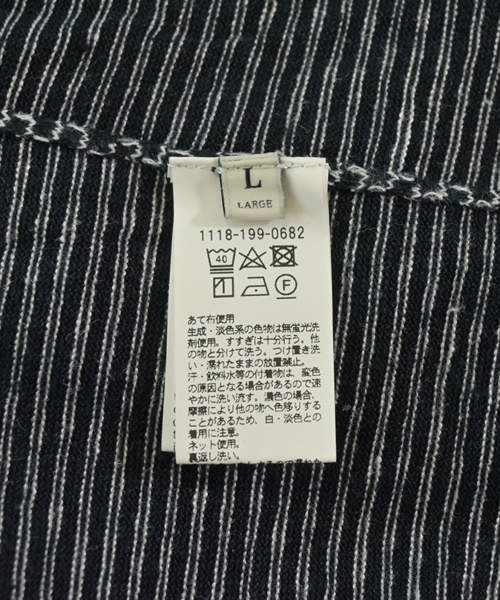 L
LARGE
1118-199-0682
40
F
あて布使用
生成・淡色系の色物は無蛍光洗
剤使用。すすぎは十分行う。他
の物と分けて洗う。つけ置き洗
い・濡れたままの放置禁止。
汗・飲料水等の付着物は、変色
の原因となる場合があるので速
やかに洗い流す。濃色の場合、
摩擦により他の物へ色移りする
ことがあるため、白・淡色との
着用に注意。
ネット使用。
裏返し洗い。